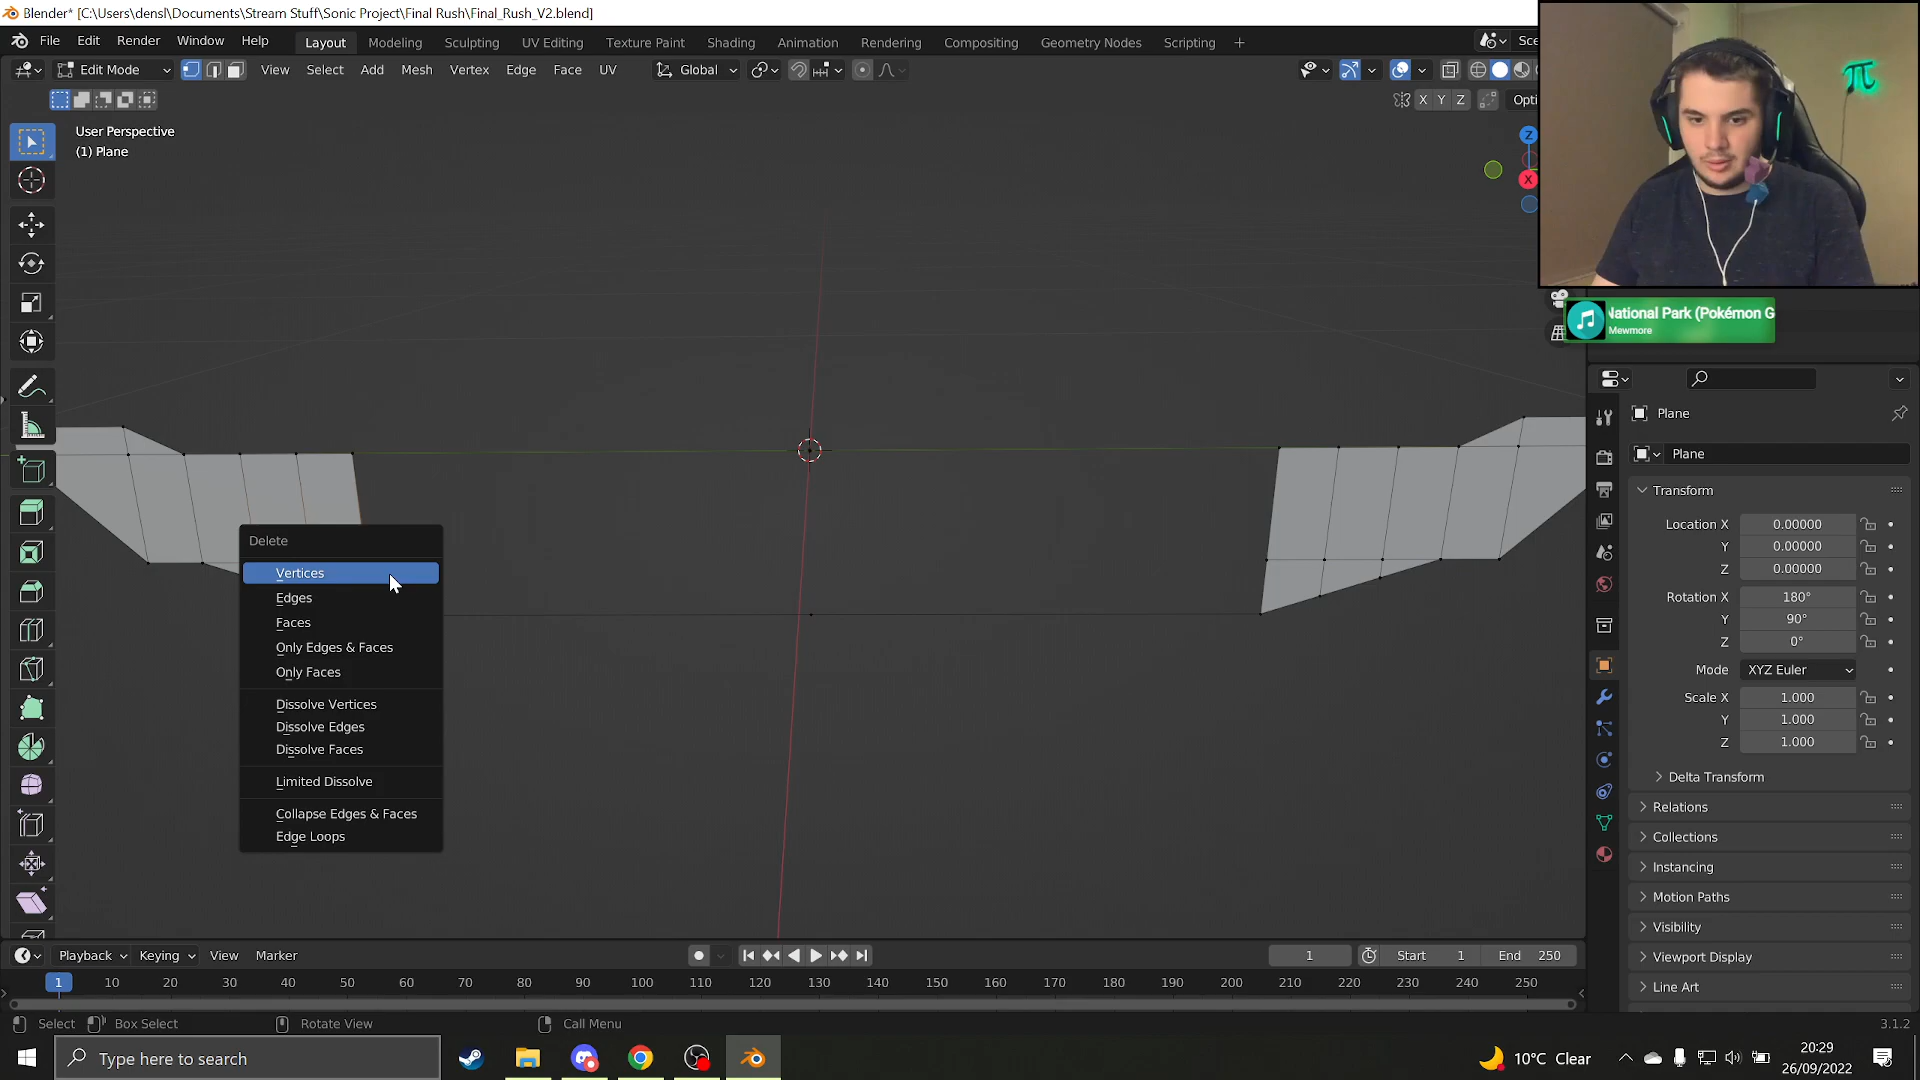 Blender* [C:\Users\densl\Documents\Stream Stuff\Sonic Project\Final Rush\Final_Rush_V2.blend]
File Edit Render Window Help Layout Modeling Sculpting UV Editing Texture Paint Shading Animation Rendering Compositing Geometry Nodes Scripting + Sce
Edit Mode View Select Add Mesh Vertex Edge Face UV Global
X Y Z Opti
User Perspective
(1) Plane
Z
X
National Park (Pokémon G
Mewmore
Plane
Plane
Transform
Location X 0.00000
Y 0.00000
Z 0.00000
Rotation X 180°
Y 90°
Z 0°
Mode XYZ Euler
Scale X 1.000
Y 1.000
Z 1.000
Delta Transform
Relations
Collections
Instancing
Motion Paths
Visibility
Viewport Display
Line Art
Delete
Vertices
Edges
Faces
Only Edges & Faces
Only Faces
Dissolve Vertices
Dissolve Edges
Dissolve Faces
Limited Dissolve
Collapse Edges & Faces
Edge Loops
Playback Keying View Marker 1 Start 1 End 250
1 10 20 30 40 50 60 70 80 90 100 110 120 130 140 150 160 170 180 190 200 210 220 230 240 250
Select Box Select Rotate View Call Menu 3.1.2
Type here to search 10°C Clear 20:29
26/09/2022